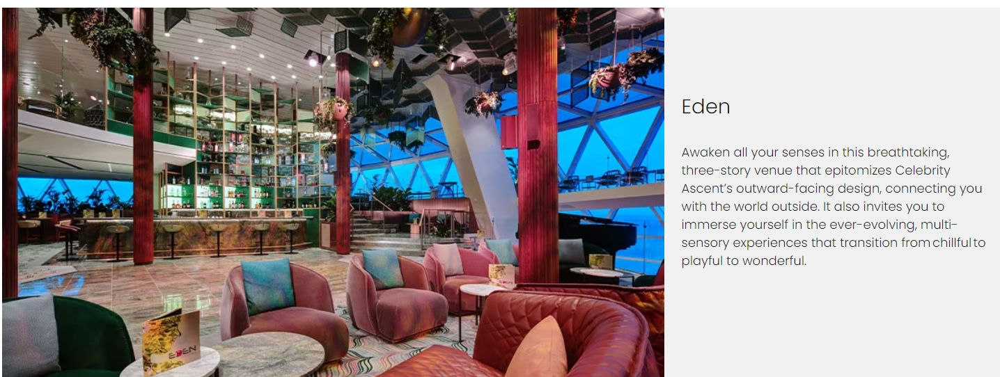 Eden
Awaken all your senses in this breathtaking,
three-story venue that epitomizes Celebrity
Ascent's outward-facing design, connecting you
with the world outside. It also invites you to
immerse yourself in the ever-evolving, multi-
sensory experiences that transition from chillful to
playful to wonderful.
EDEN